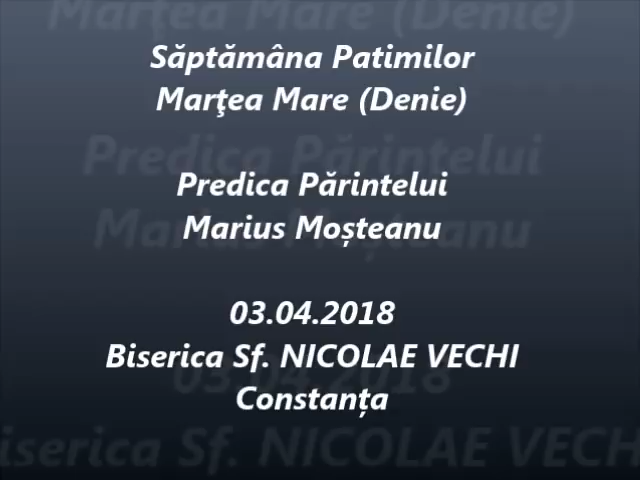 Săptămâna Patimilor
Marţea Mare (Denie)
Predica Părintelui
Marius Moșteanu
03.04.2018
Biserica Sf. NICOLAE VECHI
Constanța